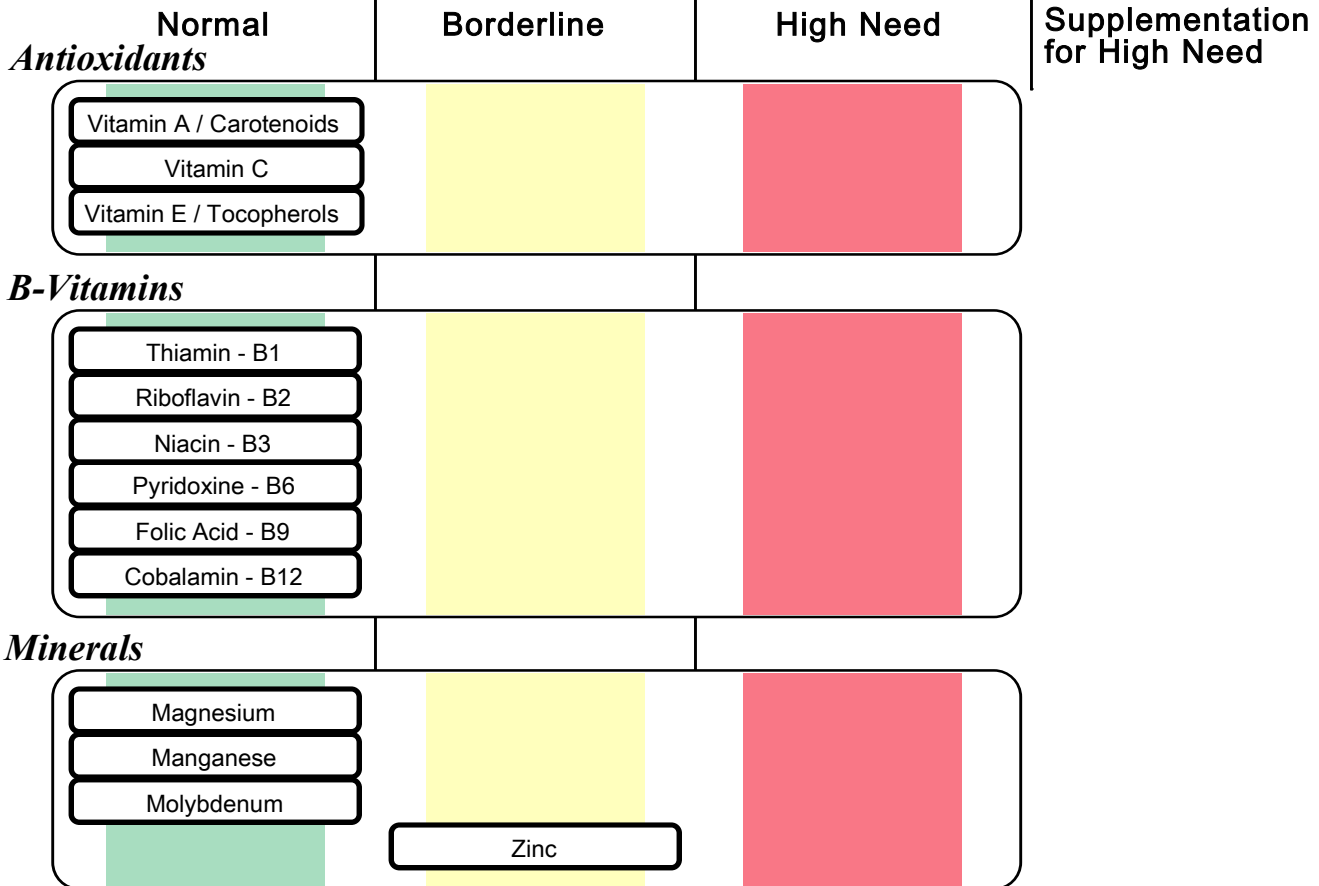 Normal
Borderline
High Need
Supplementation
for High Need
Antioxidants
Vitamin A / Carotenoids
Vitamin C
Vitamin E / Tocopherols
B-Vitamins
Thiamin - B1
Riboflavin - B2
Niacin - B3
Pyridoxine - B6
Folic Acid - B9
Cobalamin - B12
Minerals
Magnesium
Manganese
Molybdenum
Zinc